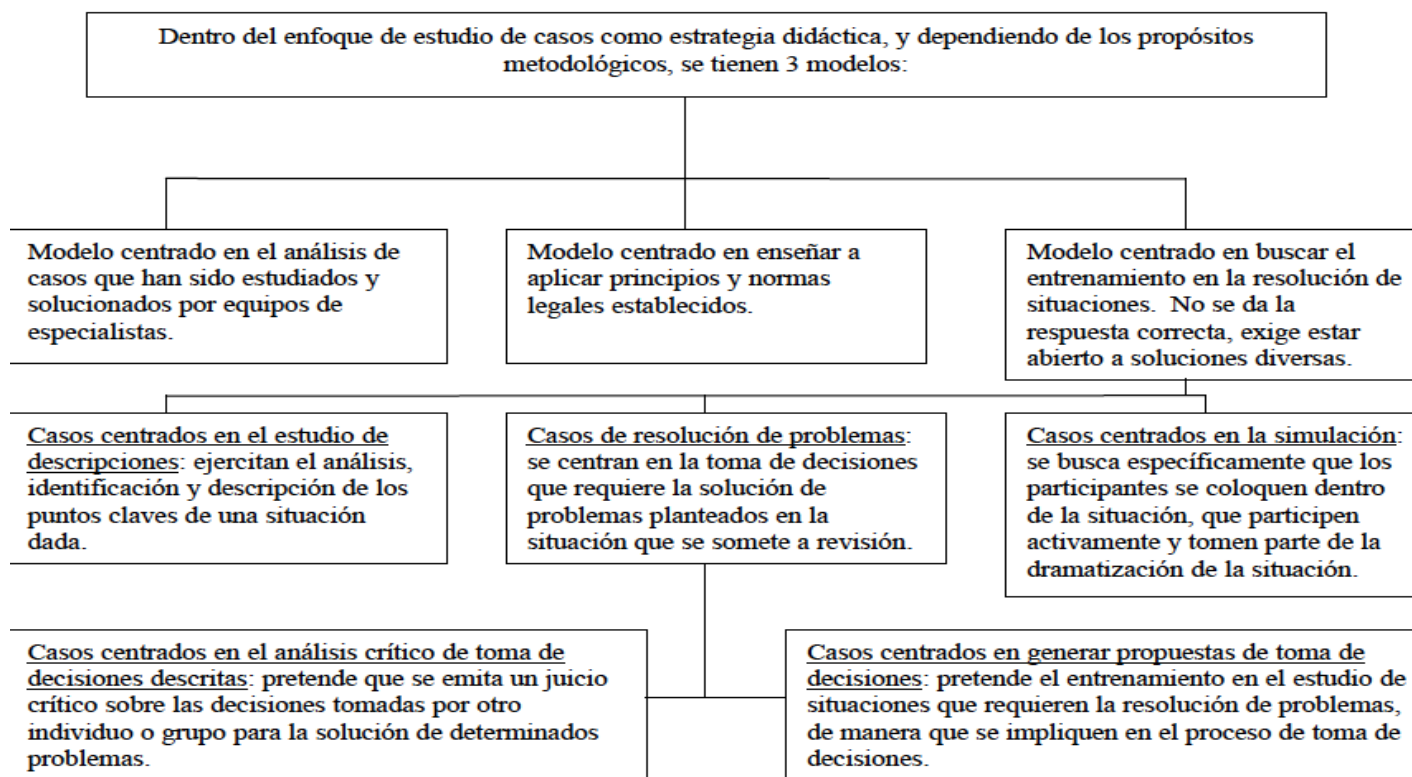 Dentro del enfoque de estudio de casos como estrategia didáctica, y dependiendo de los propósitos
metodológicos, se tienen 3 modelos:
Modelo centrado en el análisis de
casos que han sido estudiados y
solucionados por equipos de
especialistas.
Modelo centrado en enseñar a
aplicar principios y normas
legales establecidos.
Modelo centrado en buscar el
entrenamiento en la resolución de
situaciones. No se da la
respuesta correcta, exige estar
abierto a soluciones diversas.
Casos centrados en el estudio de
descripciones: ejercitan el análisis,
identificación y descripción de los
puntos claves de una situación
dada.
Casos de resolución de problemas:
se centran en la toma de decisiones
que requiere la solución de
problemas planteados en la
situación que se somete a revisión.
Casos centrados en la simulación:
se busca específicamente que los
participantes se coloquen dentro
de la situación, que participen
activamente y tomen parte de la
dramatización de la situación.
Casos centrados en el análisis crítico de toma de
decisiones descritas: pretende que se emita un juicio
crítico sobre las decisiones tomadas por otro
individuo o grupo para la solución de determinados
problemas.
Casos centrados en generar propuestas de toma de
decisiones: pretende el entrenamiento en el estudio de
situaciones que requieren la resolución de problemas,
de manera que se impliquen en el proceso de toma de
decisiones.